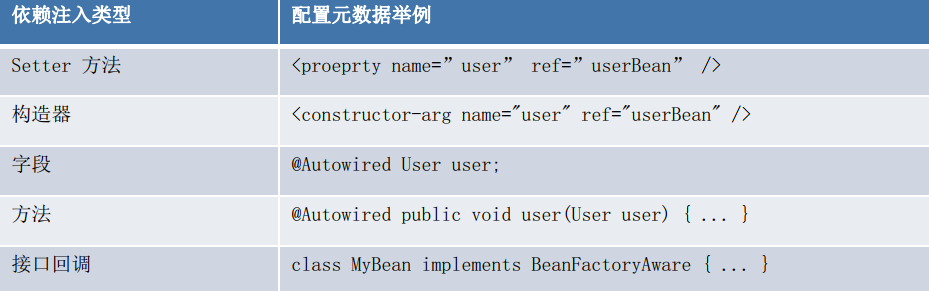 依赖注入类型 配置元数据举例
Setter 方法 <proeprty name=”user” ref=”userBean” />
构造器 <constructor-arg name="user" ref="userBean" />
字段 @Autowired User user;
方法 @Autowired public void user(User user) { ... }
接口回调 class MyBean implements BeanFactoryAware { ... }